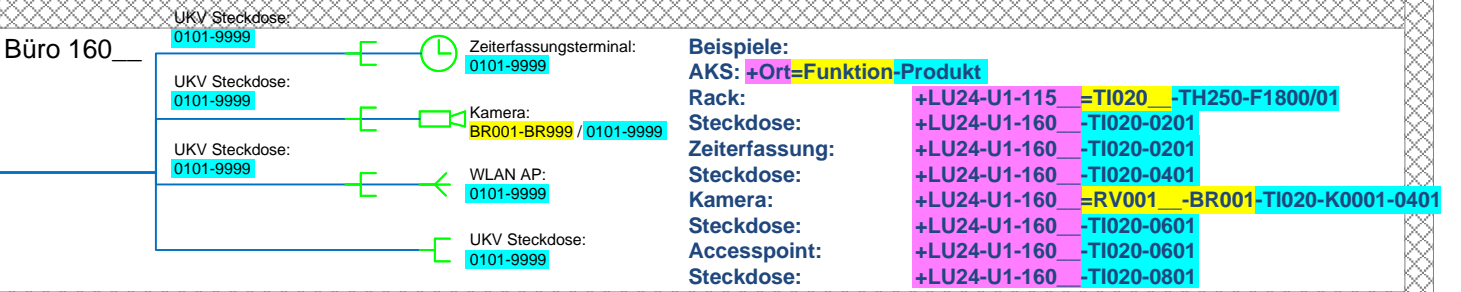 UKV Steckdose:
0101-9999
Büro 160__
Zeiterfassungsterminal:
0101-9999
UKV Steckdose:
0101-9999
Kamera:
BR001-BR999 / 0101-9999
UKV Steckdose:
0101-9999
WLAN AP:
0101-9999
UKV Steckdose:
0101-9999
Beispiele:
AKS: +Ort=Funktion-Produkt
Rack: +LU24-U1-115__=TI020__-TH250-F1800/01
Steckdose: +LU24-U1-160__-TI020-0201
Zeiterfassung: +LU24-U1-160__-TI020-0201
Steckdose: +LU24-U1-160__-TI020-0401
Kamera: +LU24-U1-160__=RV001__-BR001-TI020-K0001-0401
Steckdose: +LU24-U1-160__-TI020-0601
Accesspoint: +LU24-U1-160__-TI020-0601
Steckdose: +LU24-U1-160__-TI020-0801